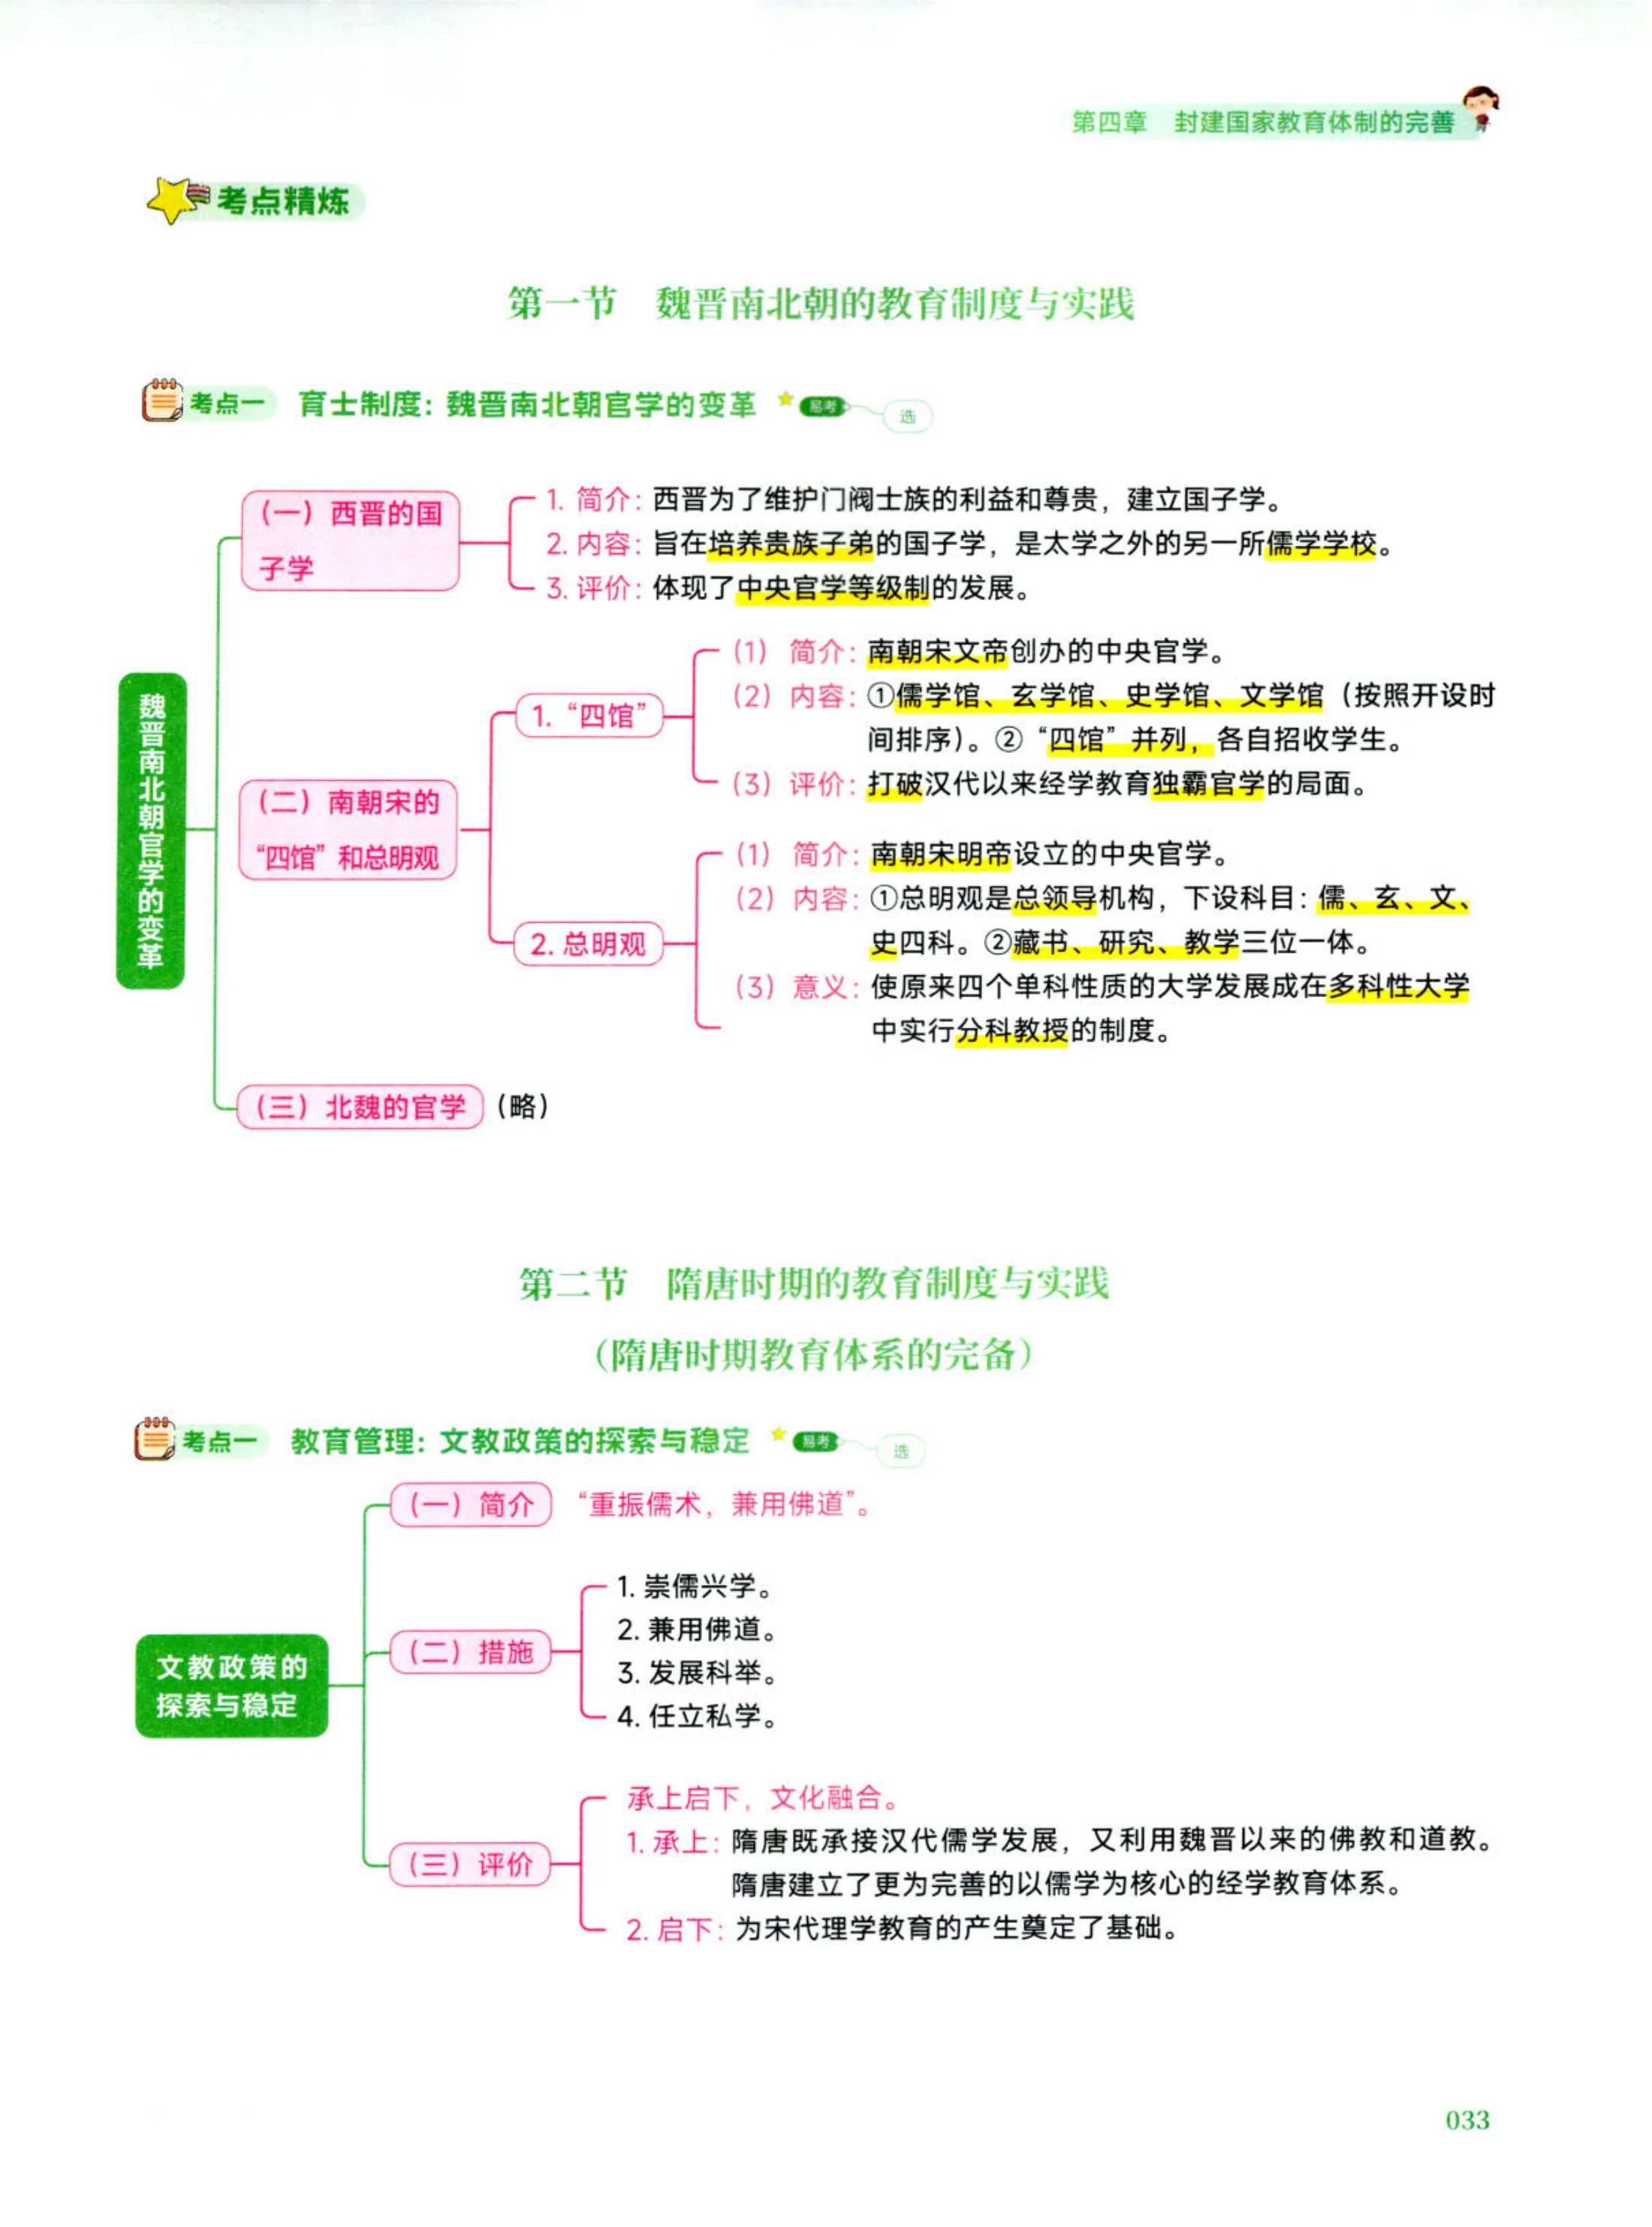 第四章 封建国家教育体制的完善
考点精炼
第一节 魏晋南北朝的教育制度与实践
考点一 育士制度：魏晋南北朝官学的变革 易考 选
魏晋南北朝官学的变革
（一）西晋的国
子学
1. 简介：西晋为了维护门阀士族的利益和尊贵，建立国子学。
2. 内容：旨在培养贵族子弟的国子学，是太学之外的另一所儒学学校。
3. 评价：体现了中央官学等级制的发展。
（二）南朝宋的
“四馆”和总明观
1. “四馆”
（1）简介：南朝宋文帝创办的中央官学。
（2）内容：①儒学馆、玄学馆、史学馆、文学馆（按照开设时
间排序）。②“四馆”并列，各自招收学生。
（3）评价：打破汉代以来经学教育独霸官学的局面。
2. 总明观
（1）简介：南朝宋明帝设立的中央官学。
（2）内容：①总明观是总领导机构，下设科目：儒、玄、文、
史四科。②藏书、研究、教学三位一体。
（3）意义：使原来四个单科性质的大学发展成在多科性大学
中实行分科教授的制度。
（三）北魏的官学（略）
第二节 隋唐时期的教育制度与实践
（隋唐时期教育体系的完备）
考点一 教育管理：文教政策的探索与稳定 易考 选
文教政策的
探索与稳定
（一）简介 “重振儒术，兼用佛道”。
（二）措施
1. 崇儒兴学。
2. 兼用佛道。
3. 发展科举。
4. 任立私学。
（三）评价
承上启下，文化融合。
1. 承上：隋唐既承接汉代儒学发展，又利用魏晋以来的佛教和道教。
隋唐建立了更为完善的以儒学为核心的经学教育体系。
2. 启下：为宋代理学教育的产生奠定了基础。
033